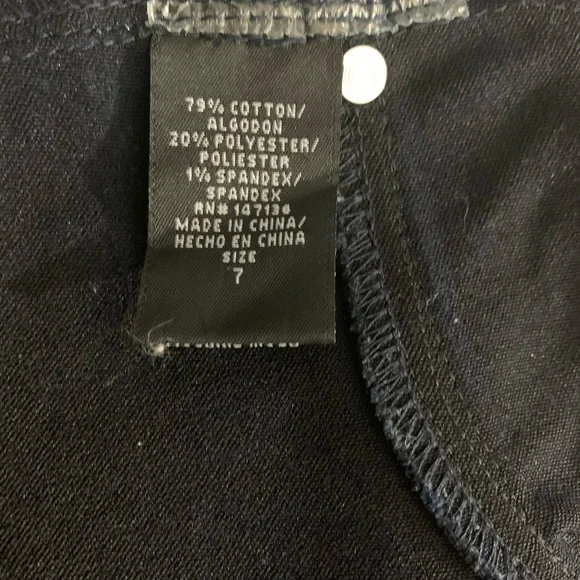 79% COTTON/
ALGODON
20% POLYESTER/
POLIESTER
1% SPANDEX/
SPANDEX
RN# 147136
MADE IN CHINA/
HECHO EN CHINA
SIZE
7